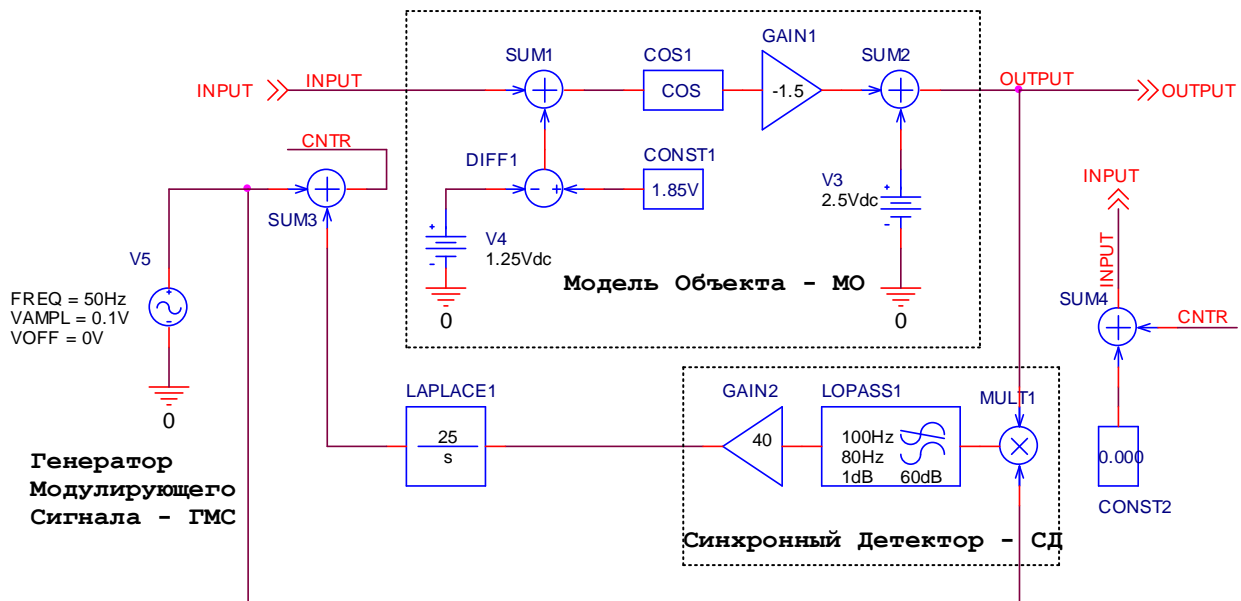 GAIN1
SUM1
COS1
SUM2
INPUT
INPUT
COS
-1.5
OUTPUT
OUTPUT
CNTR
DIFF1
CONST1
1.85V
V3
2.5Vdc
INPUT
INPUT
SUM3
V4
1.25Vdc
V5
FREQ = 50Hz
VAMPL = 0.1V
VOFF = 0V
Модель Объекта - МО
SUM4
CNTR
0
0
0
LAPLACE1
25
s
GAIN2
40
LOPASS1
100Hz
80Hz
1dB
60dB
MULT1
0.000
CONST2
Генератор
Модулирующего
Сигнала - ГМС
Синхронный Детектор - СД